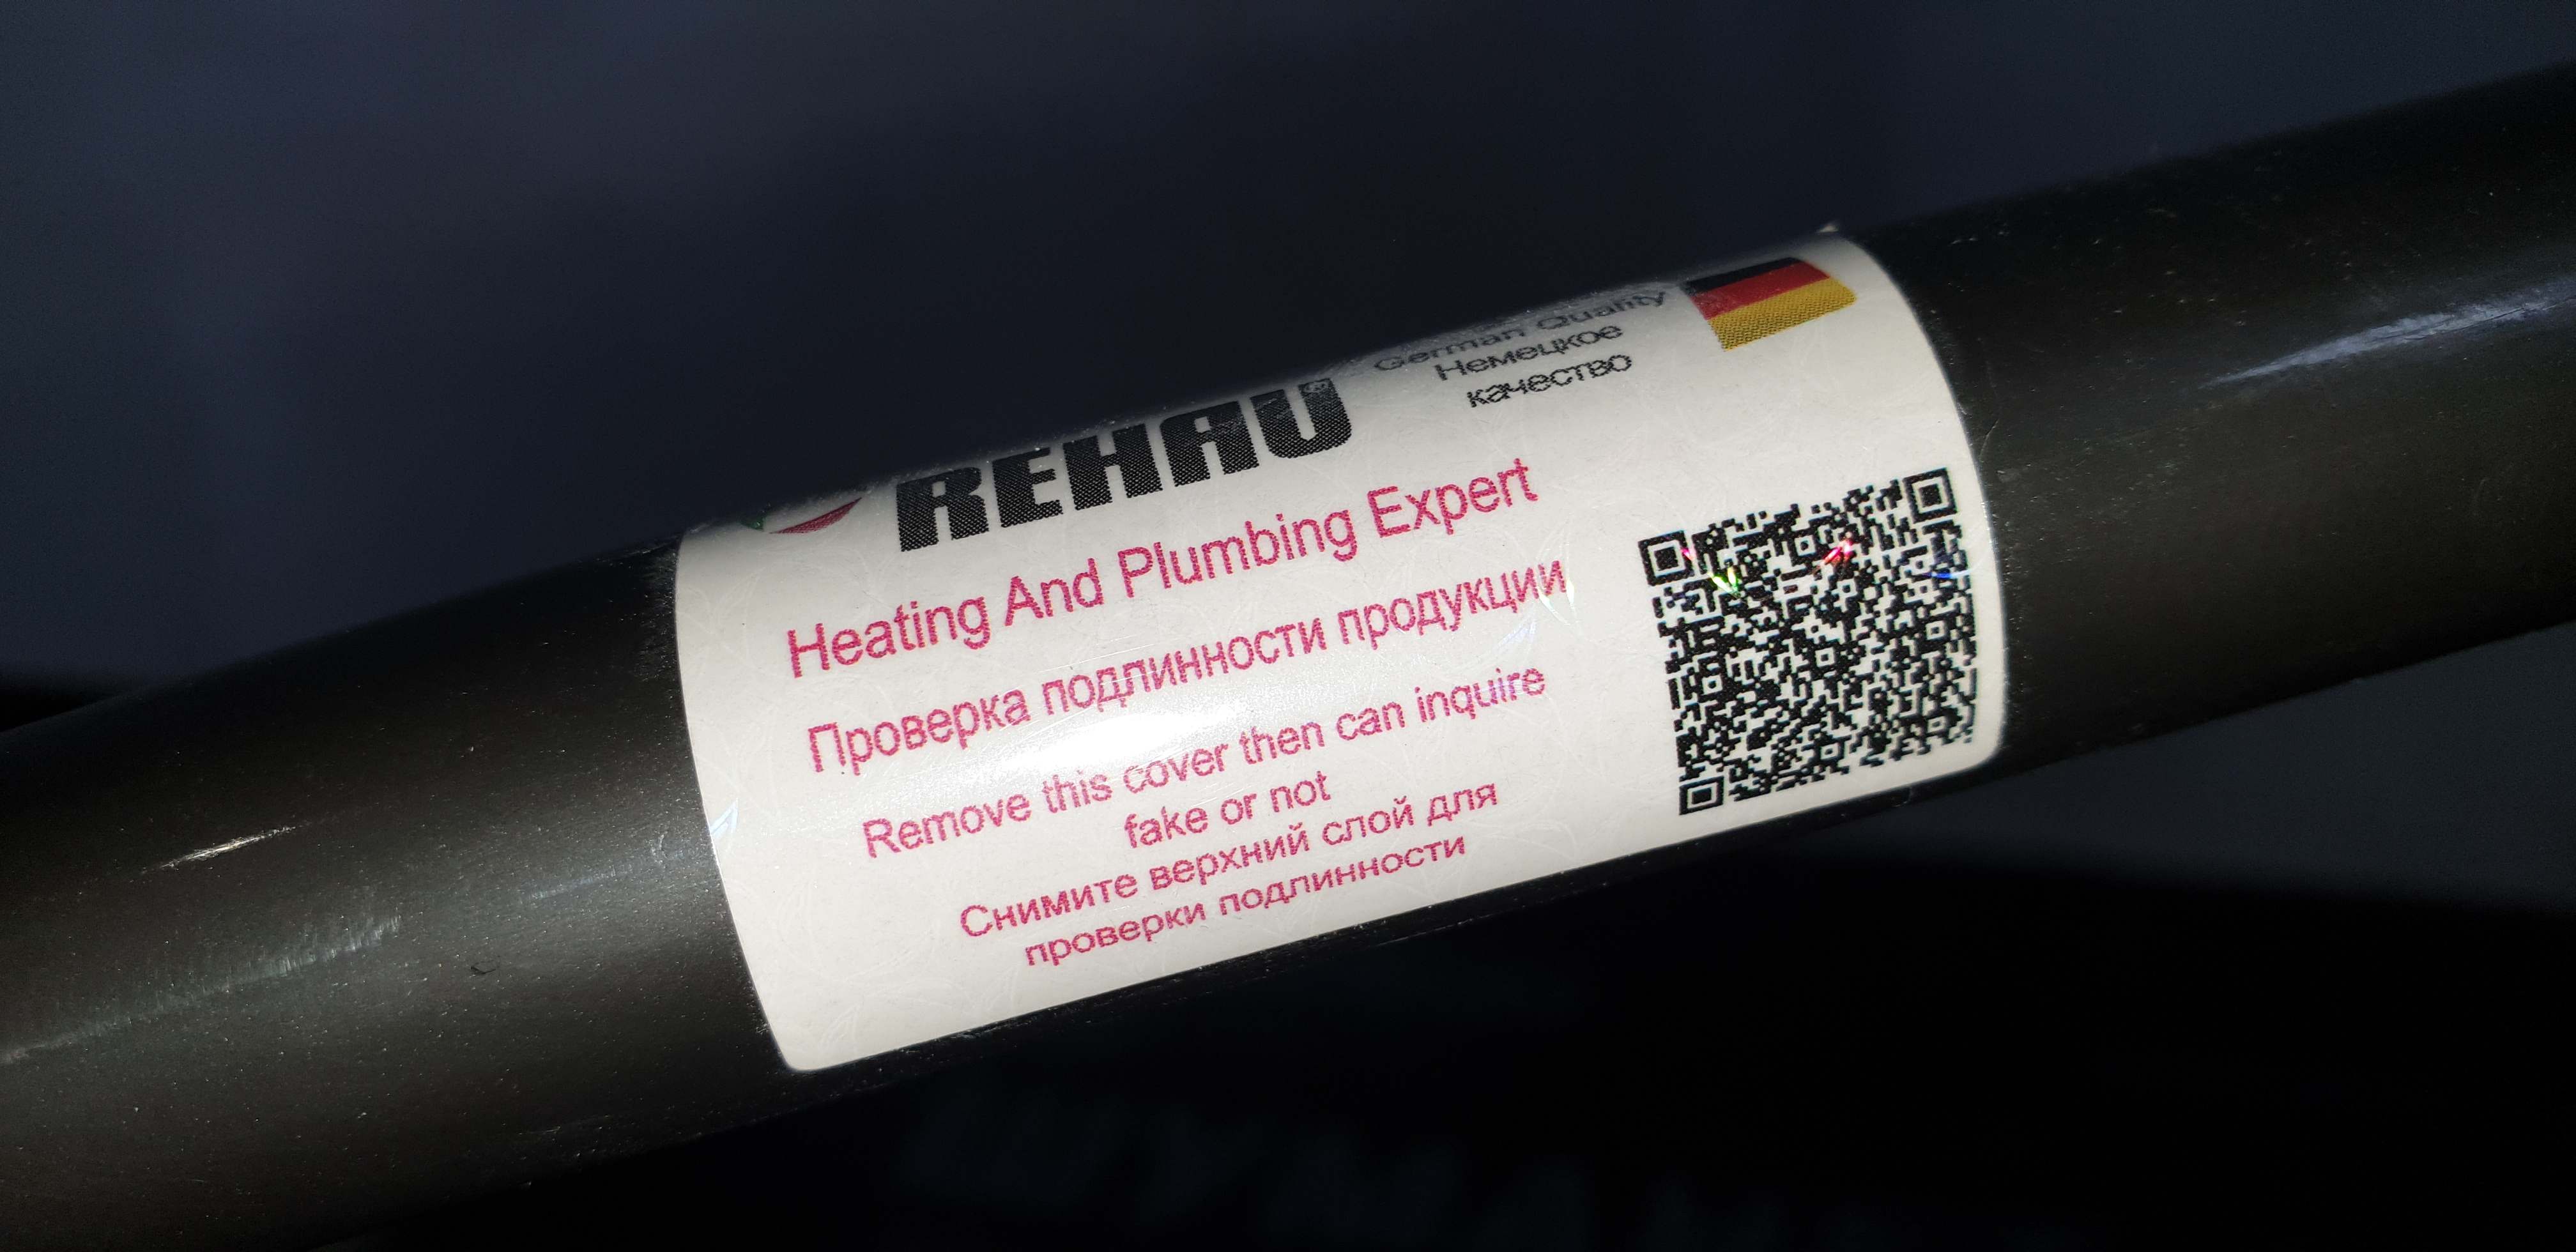 REHAU®
German Quality
Немецкое
качество
Heating And Plumbing Expert
Проверка подлинности продукции
Remove this cover then can inquire
fake or not
Снимите верхний слой для
проверки подлинности